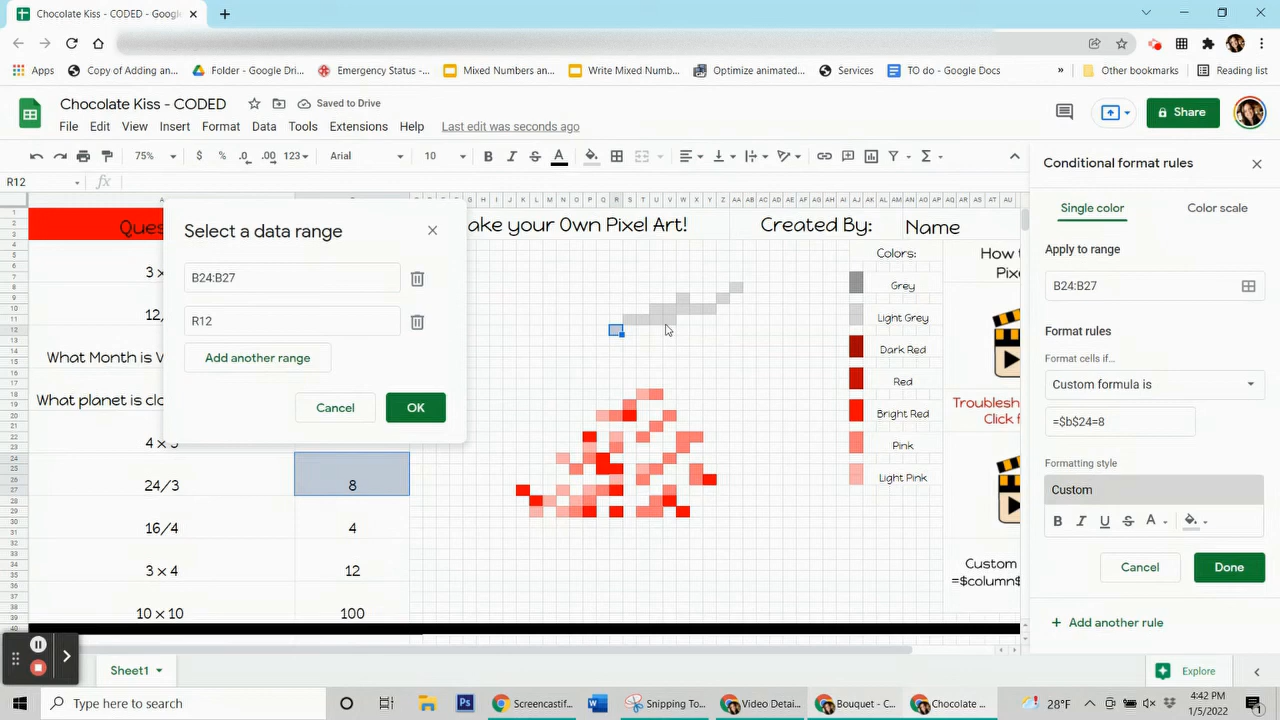 Chocolate Kiss - CODED - Googl
Apps
Copy of Adding an...
Folder - Google Dri...
Emergency Status -...
Mixed Numbers an...
Write Mixed Numb...
Optimize animated...
Services
TO do - Google Docs
»
Other bookmarks
Reading list
Chocolate Kiss - CODED
Saved to Drive
File Edit View Insert Format Data Tools Extensions Help Last edit was seconds ago
Share
75% $ % .0 .00 123 Arial 10 B I S A
R12 fx
Conditional format rules
Single color
Color scale
Apply to range
B24:B27
Format rules
Format cells if...
Custom formula is
=$b$24=8
Formatting style
Custom
B I U S A
Cancel
Done
+ Add another rule
Select a data range
B24:B27
R12
Add another range
Cancel
OK
Ques
ake your Own Pixel Art!
Created By:
Name
3 ×
12,
What Month is V
What planet is clo
4 ×
24/3
8
16/4
4
3 × 4
12
10 × 10
100
Colors:
Grey
Light Grey
Dark Red
Red
Bright Red
Pink
Light Pink
How t
Pix
Troublesh
Click f
Custom
=$column$
Sheet1
Explore
Type here to search
Screencastif...
Snipping To...
Video Detai...
Bouquet - C...
Chocolate ...
28°F
4:42 PM
1/5/2022